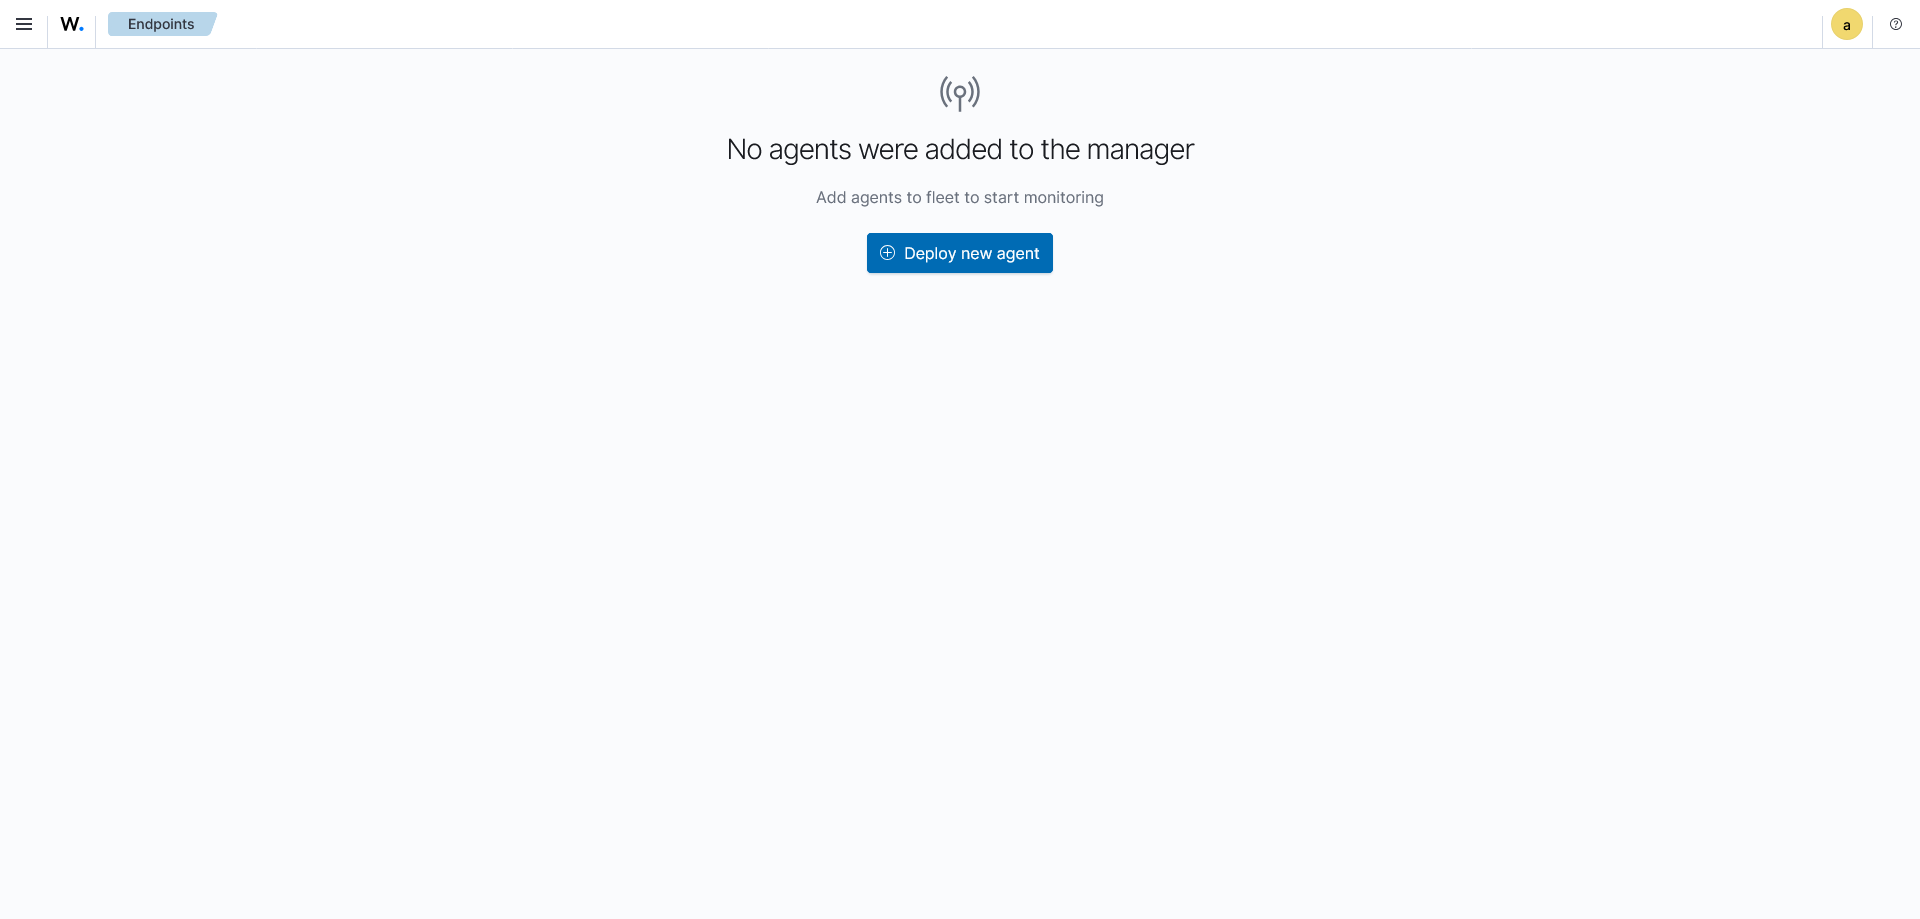 W.
Endpoints
a
No agents were added to the manager
Add agents to fleet to start monitoring
Deploy new agent